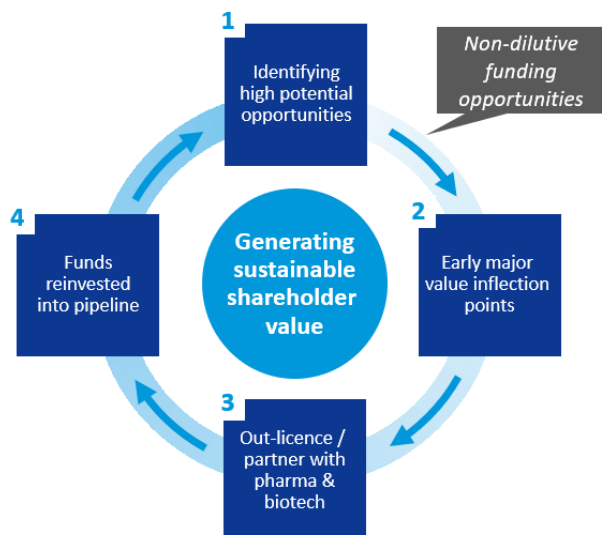 1
Identifying
high potential
opportunities
Non-dilutive
funding
opportunities
2
Early major
value inflection
points
3
Out-licence /
partner with
pharma &
biotech
4
Funds
reinvested
into pipeline
Generating
sustainable
shareholder
value